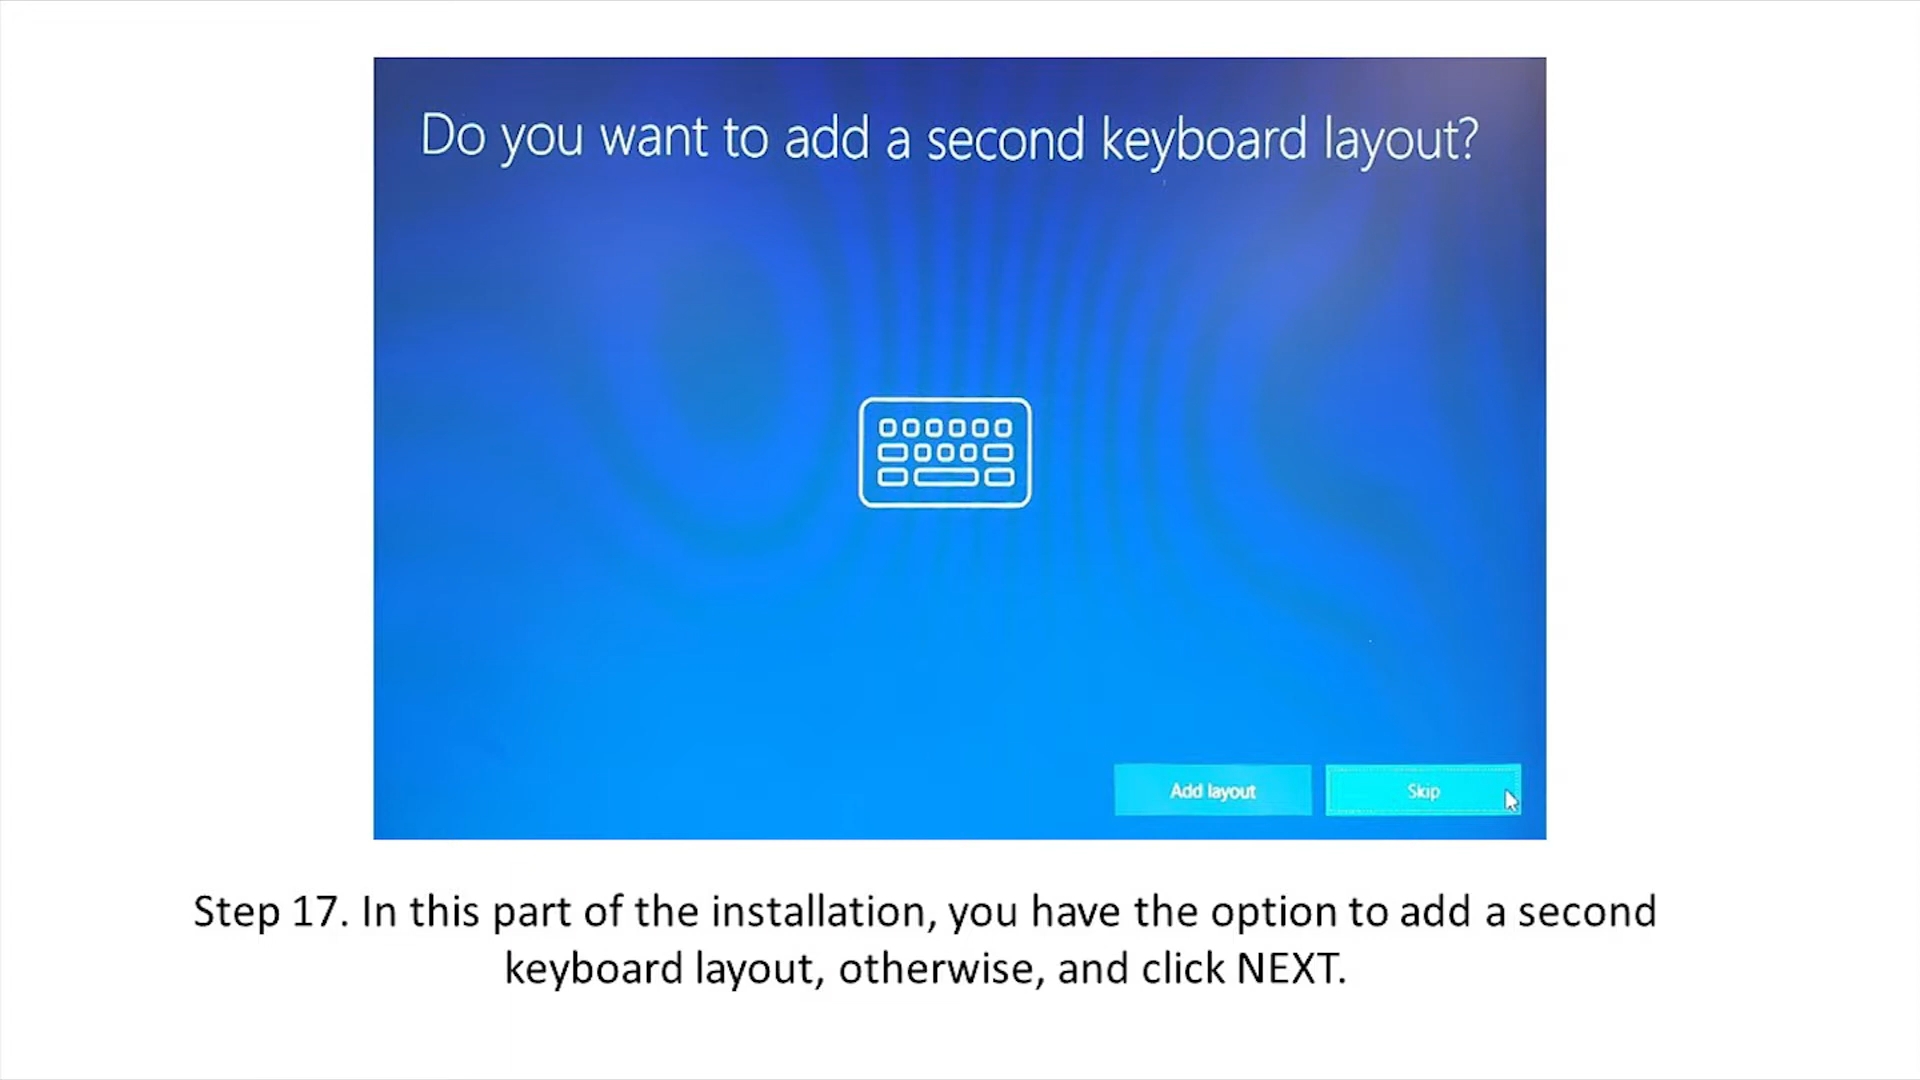 Do you want to add a second keyboard layout?
Add layout
Skip
Step 17. In this part of the installation, you have the option to add a second
keyboard layout, otherwise, and click NEXT.